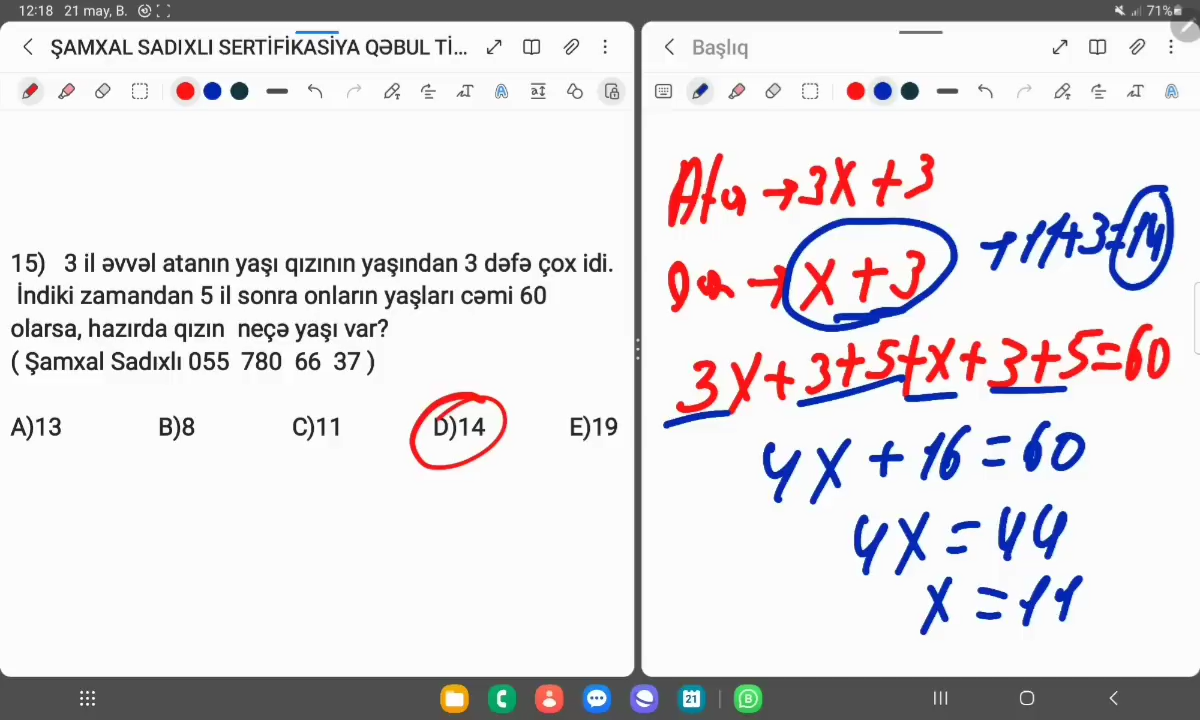 12:18 21 may, B.
71%
ŞAMXAL SADIXLI SERTİFİKASİYA QƏBUL Tİ...
Başlıq
15) 3 il əvvəl atanın yaşı qızının yaşından 3 dəfə çox idi.
İndiki zamandan 5 il sonra onların yaşları cəmi 60
olarsa, hazırda qızın neçə yaşı var?
( Şamxal Sadıxlı 055 780 66 37 )
A)13 B)8 C)11 D)14 E)19
Ata → 3x + 3
x + 3
→ 11+3=14
3x+3+5+x+3+5=60
4x + 16 = 60
4x = 44
x = 11
21